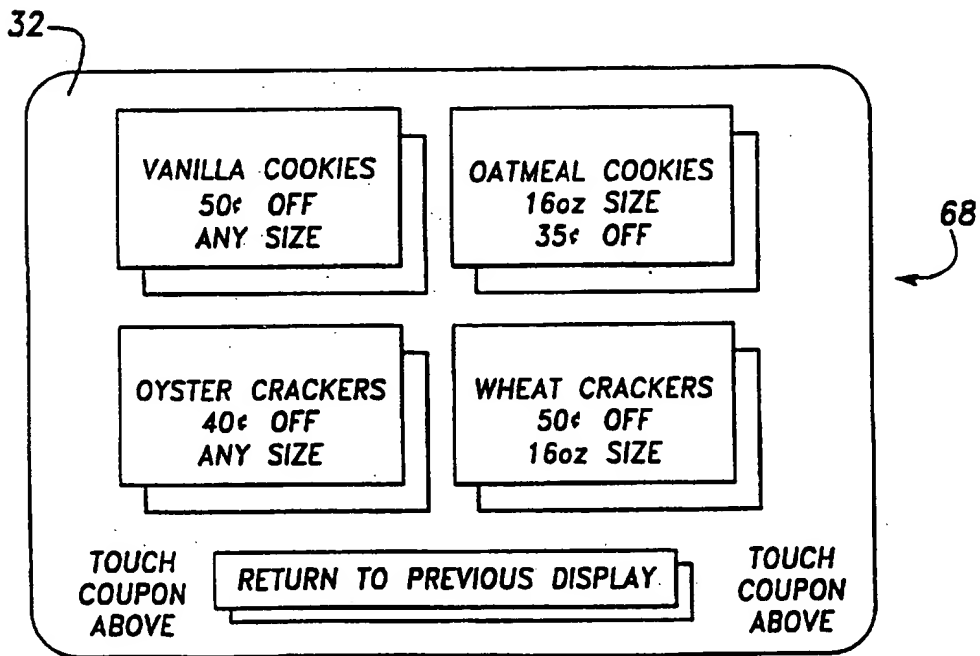 32
VANILLA COOKIES
50¢ OFF
ANY SIZE
OATMEAL COOKIES
16oz SIZE
35¢ OFF
68
OYSTER CRACKERS
40¢ OFF
ANY SIZE
WHEAT CRACKERS
50¢ OFF
16oz SIZE
TOUCH
COUPON
ABOVE
RETURN TO PREVIOUS DISPLAY
TOUCH
COUPON
ABOVE